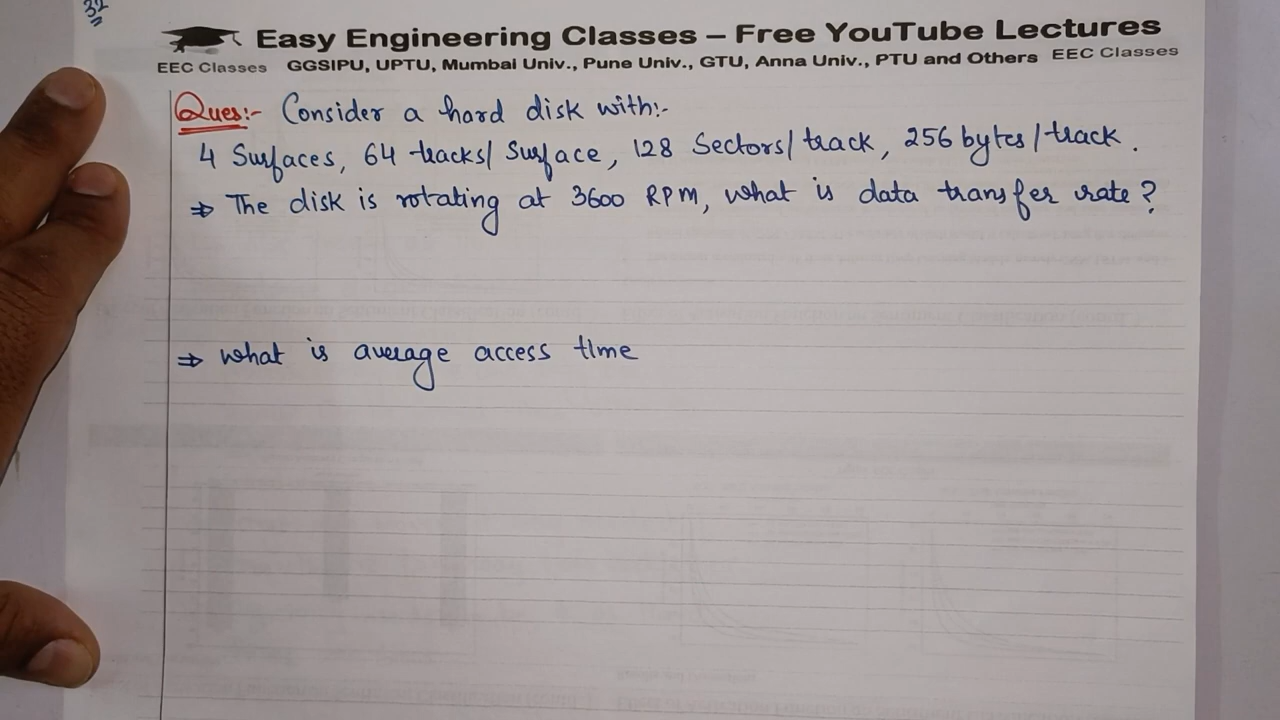 Easy Engineering Classes – Free YouTube Lectures
EEC Classes GGSIPU, UPTU, Mumbai Univ., Pune Univ., GTU, Anna Univ., PTU and Others EEC Classes
Ques:- Consider a hard disk with:-
4 Surfaces, 64 tracks/ Surface, 128 Sectors/ track, 256 bytes/track.
⇒ The disk is rotating at 3600 RPM, what is data transfer rate?
⇒ what is average access time